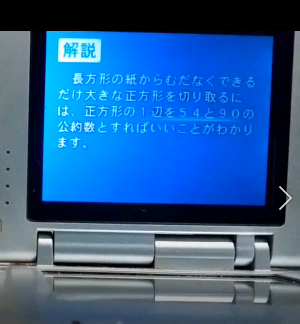 解説
長方形の紙からむだなくできる
だけ大きな正方形を切り取るに
は、正方形の１辺を５４と９０の
公約数とすればいいことがわかり
ます。